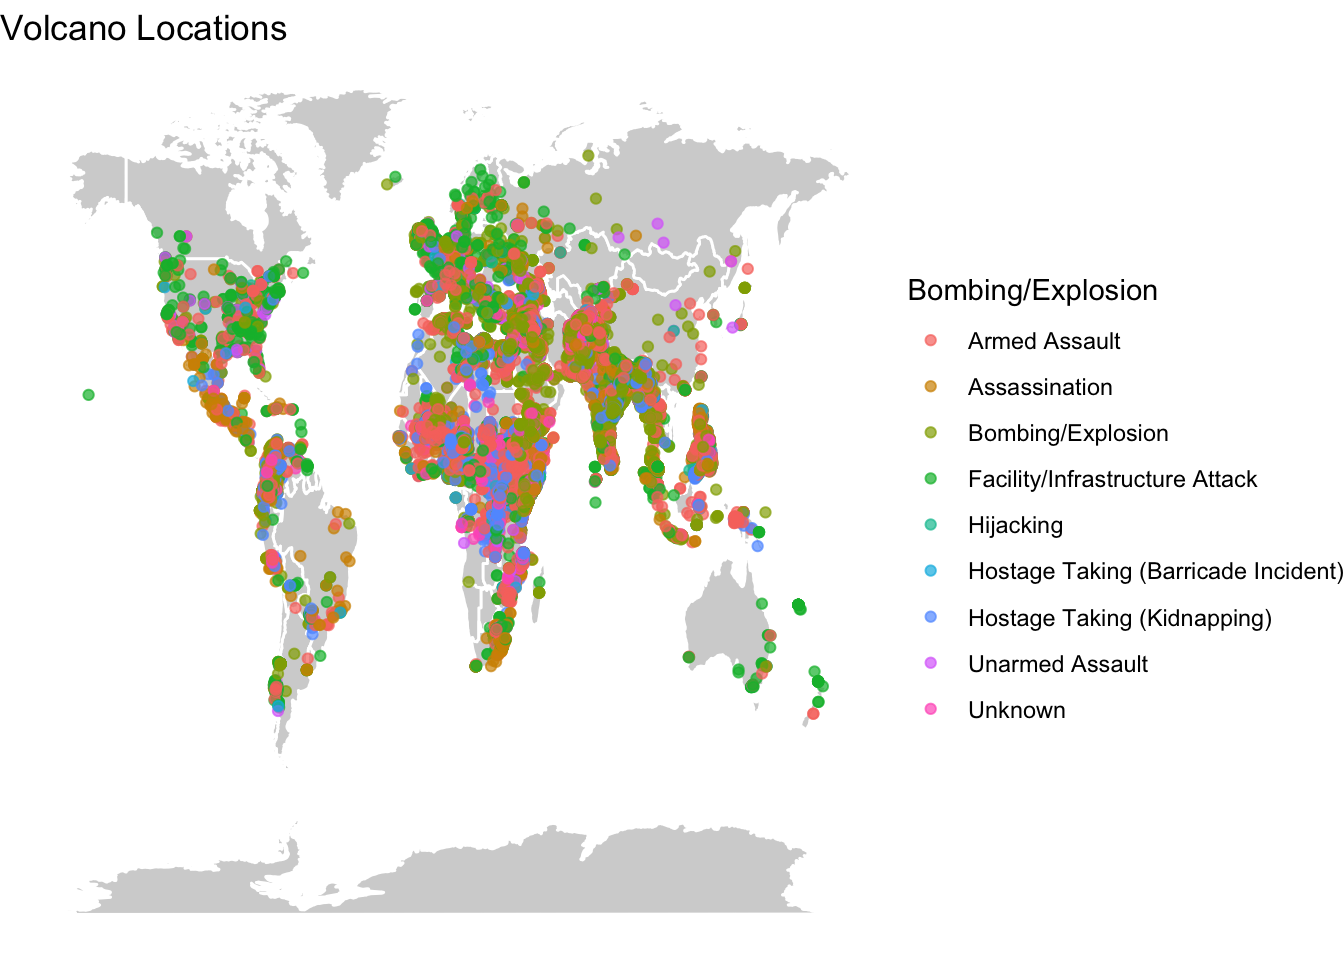 Volcano Locations
Bombing/Explosion
Armed Assault
Assassination
Bombing/Explosion
Facility/Infrastructure Attack
Hijacking
Hostage Taking (Barricade Incident)
Hostage Taking (Kidnapping)
Unarmed Assault
Unknown